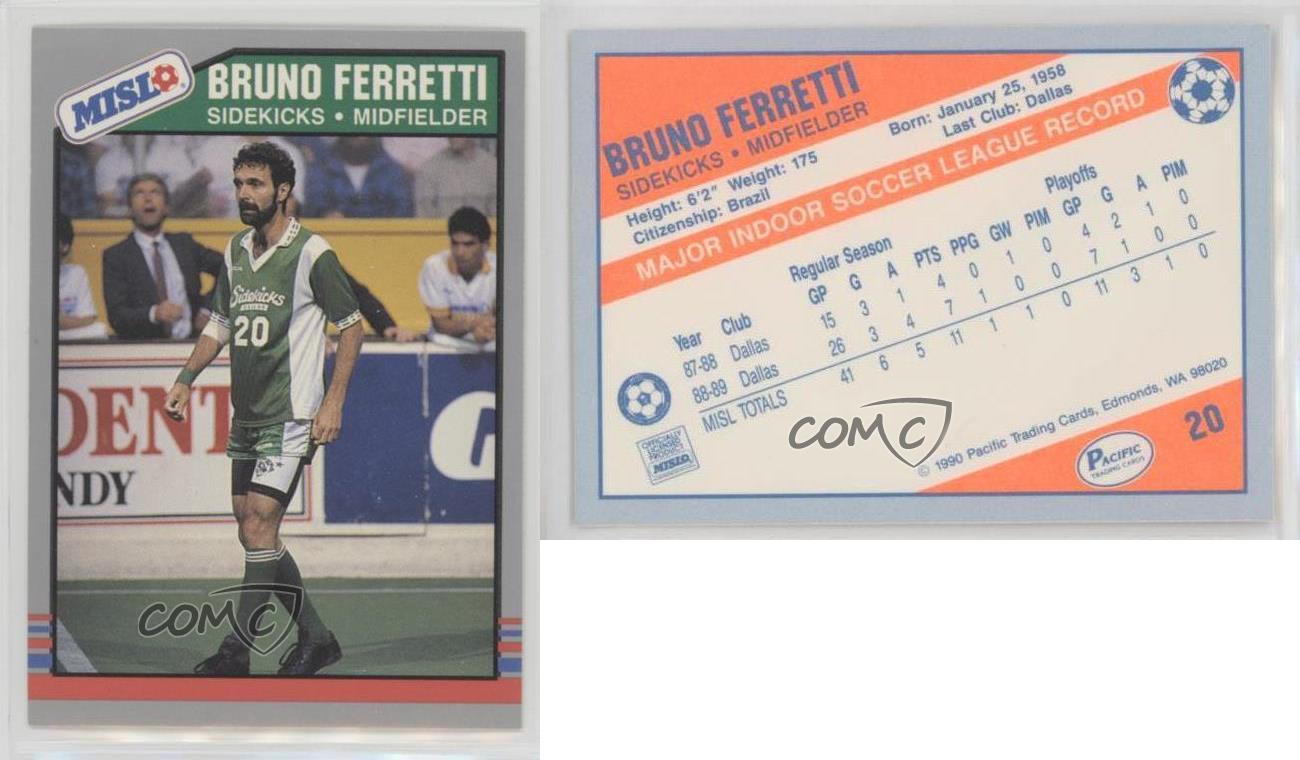 MISL
BRUNO FERRETTI
SIDEKICKS • MIDFIELDER
Sidekicks
20
DENT
NDY
COMC
BRUNO FERRETTI
SIDEKICKS • MIDFIELDER
Height: 6'2" Weight: 175
Citizenship: Brazil
Born: January 25, 1958
Last Club: Dallas
MAJOR INDOOR SOCCER LEAGUE RECORD
Regular Season Playoffs
Year Club GP G A PTS PPG GW PIM GP G A PIM
87-88 Dallas 15 3 1 4 0 1 0 4 2 1 0
88-89 Dallas 26 3 4 7 1 0 0 7 1 0 0
MISL TOTALS 41 6 5 11 1 1 0 11 3 1 0
OFFICIALLY
LICENSED
PRODUCT
MISL
COMC
© 1990 Pacific Trading Cards, Edmonds, WA 98020
PACIFIC
TRADING CARDS
20